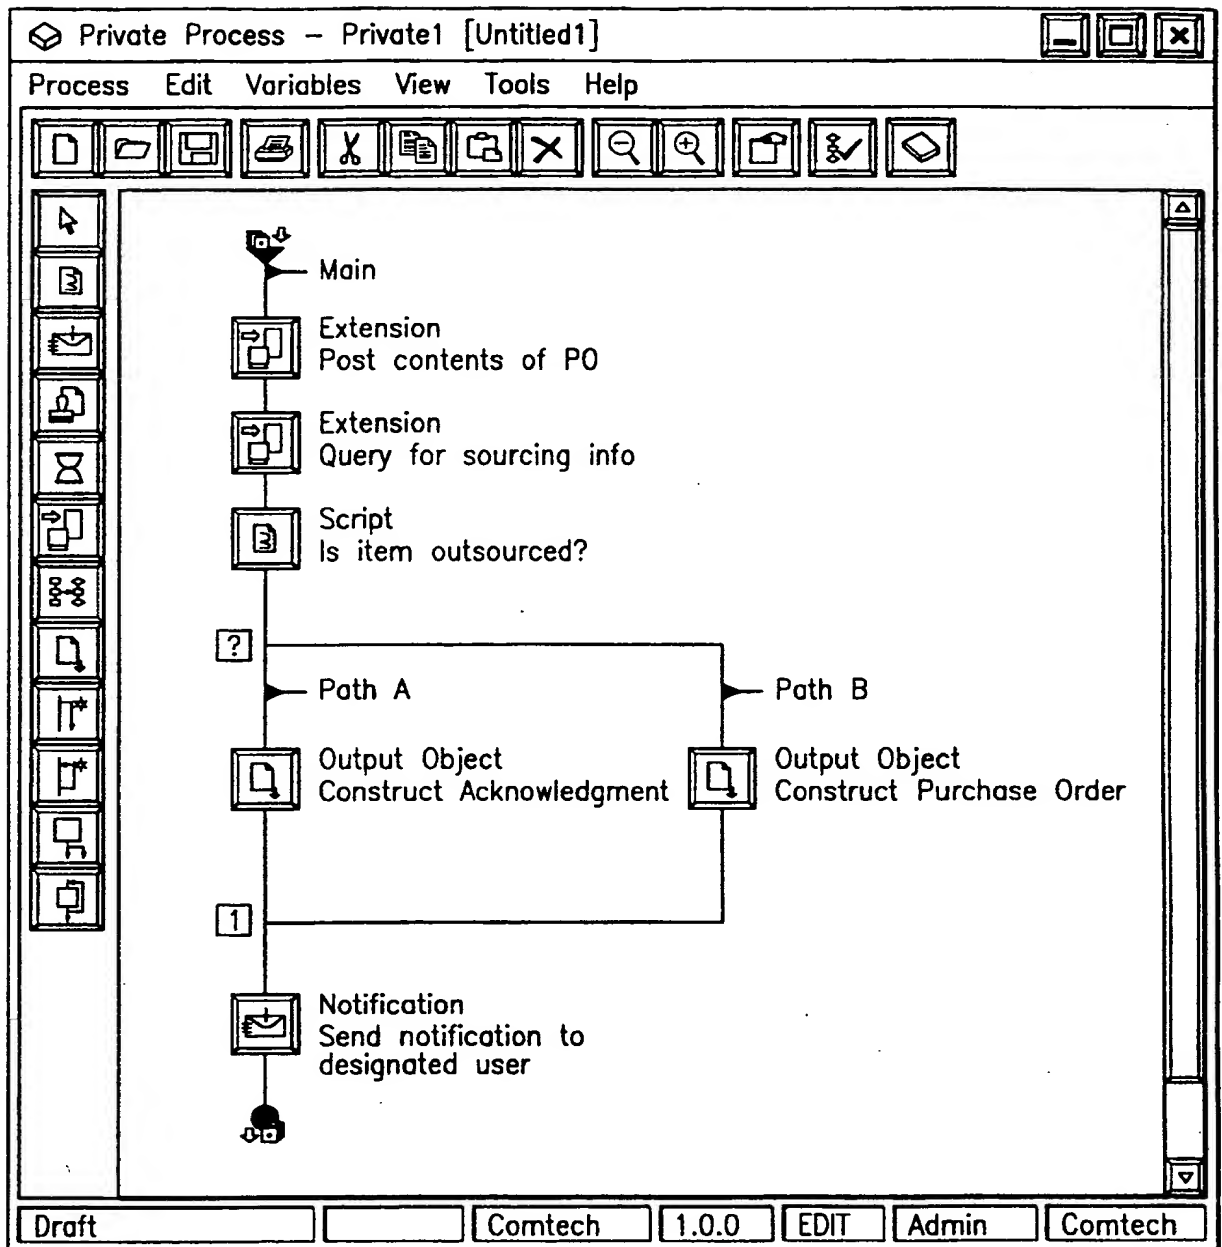 Private Process – Private1 [Untitled1]
Process Edit Variables View Tools Help
Main
Extension
Post contents of PO
Extension
Query for sourcing info
Script
Is item outsourced?
?
Path A
Path B
Output Object
Construct Acknowledgment
Output Object
Construct Purchase Order
1
Notification
Send notification to
designated user
Draft Comtech 1.0.0 EDIT Admin Comtech